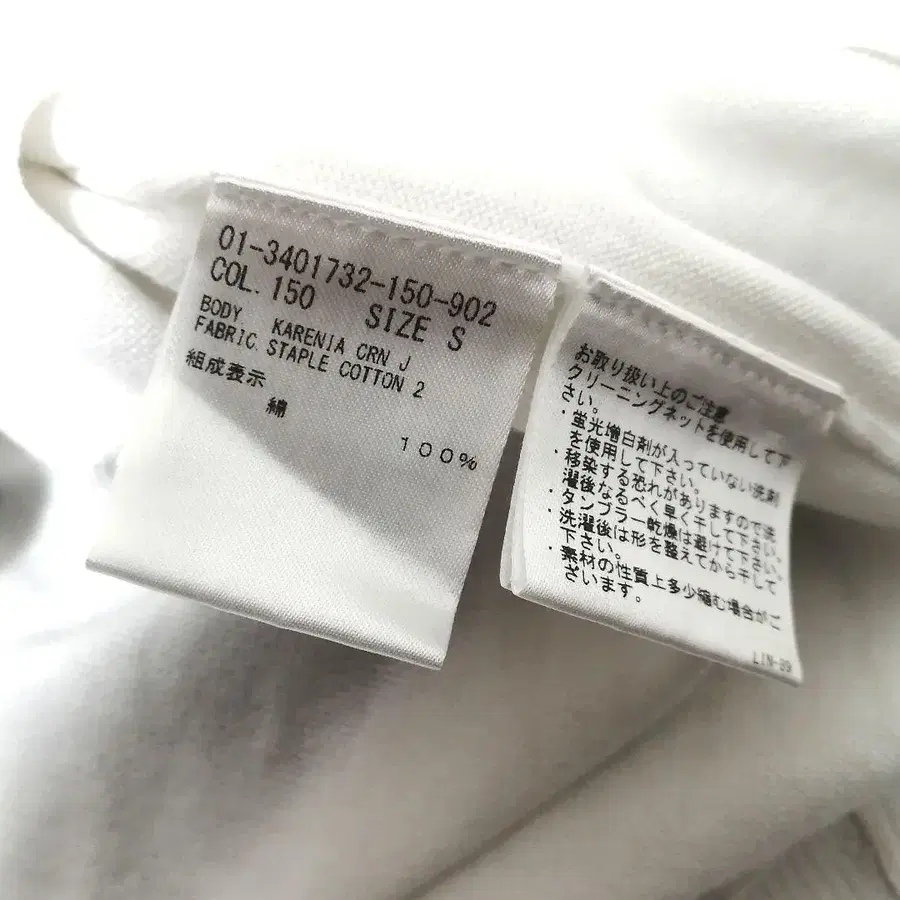 01-3401732-150-902
COL. 150 SIZE S
BODY KARENIA CRN J
FABRIC STAPLE COTTON 2
組成表示
綿
100%
お取り扱い上のご注意
クリーニングネットを使用して下
さい。
・蛍光増白剤が入っていない洗剤
を使用して下さい。
・移染する恐れがありますので洗
濯後なるべく早く干して下さい。
・タンブラー乾燥は避けて下さい。
・洗濯後は形を整えてから干して
下さい。
・素材の性質上多少縮む場合がご
ざいます。
LIN-99